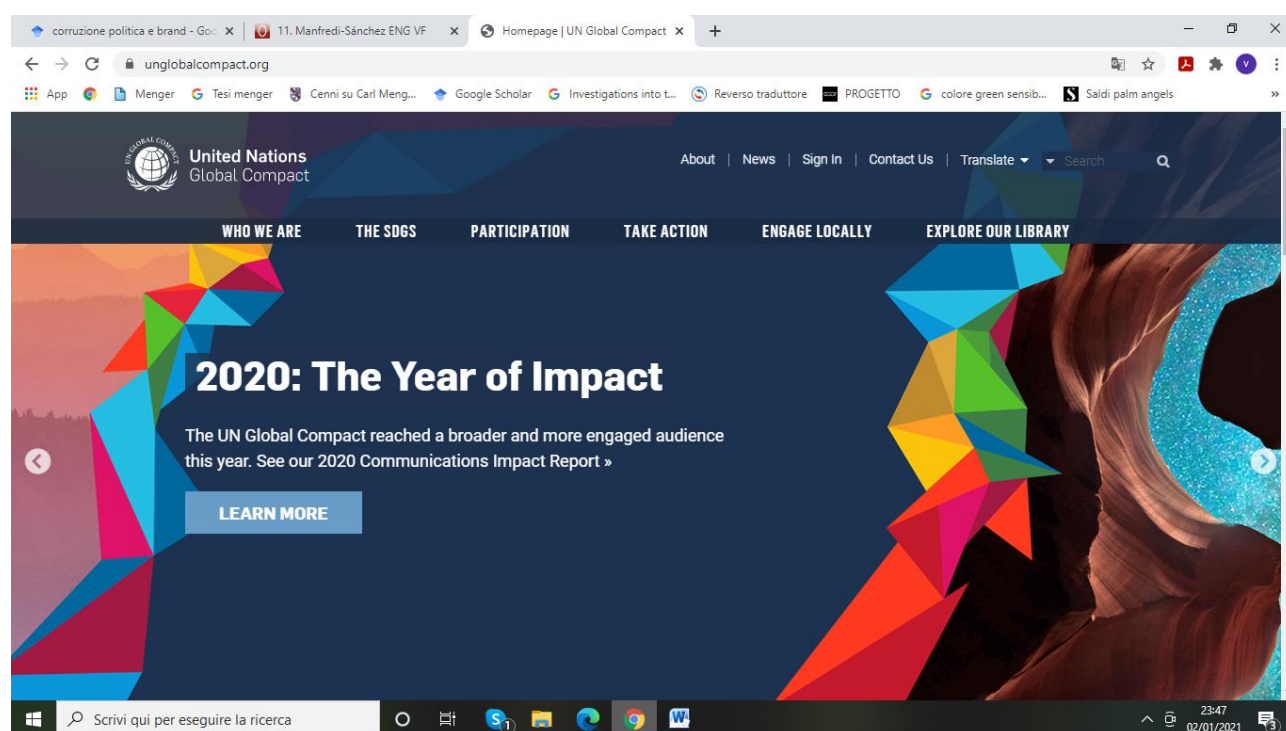 corruzione politica e brand - Goo
11. Manfredi-Sánchez ENG VF
Homepage | UN Global Compact
unglobalcompact.org
App
Menger
Tesi menger
Cenni su Carl Meng...
Google Scholar
Investigations into t...
Reverso traduttore
PROGETTO
colore green sensib...
Saldi palm angels
UN GLOBAL COMPACT
United Nations
Global Compact
About | News | Sign In | Contact Us | Translate
Search
WHO WE ARE
THE SDGS
PARTICIPATION
TAKE ACTION
ENGAGE LOCALLY
EXPLORE OUR LIBRARY
2020: The Year of Impact
The UN Global Compact reached a broader and more engaged audience
this year. See our 2020 Communications Impact Report »
LEARN MORE
Scrivi qui per eseguire la ricerca
23:47
02/01/2021